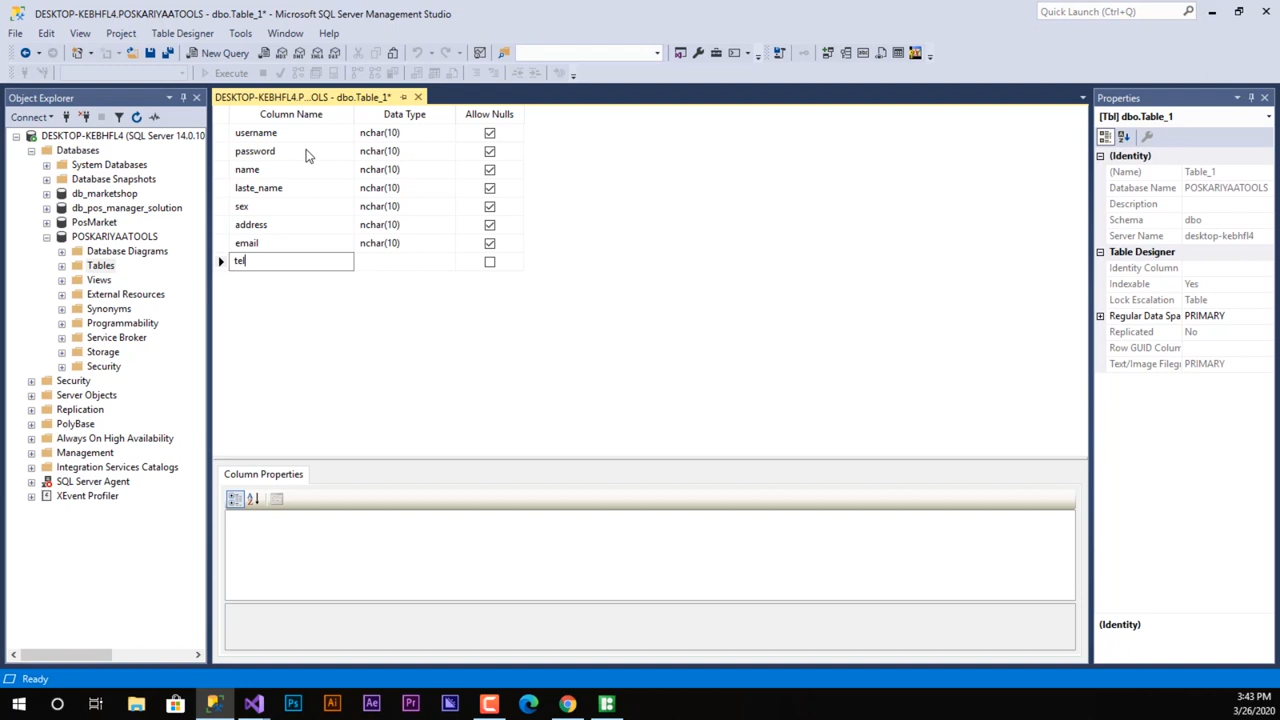 DESKTOP-KEBHFL4.POSKARIYAATOOLS - dbo.Table_1* - Microsoft SQL Server Management Studio
Quick Launch (Ctrl+Q)
File Edit View Project Table Designer Tools Window Help
New Query
Execute
Object Explorer
Connect
DESKTOP-KEBHFL4 (SQL Server 14.0.10
Databases
System Databases
Database Snapshots
db_marketshop
db_pos_manager_solution
PosMarket
POSKARIYAATOOLS
Database Diagrams
Tables
Views
External Resources
Synonyms
Programmability
Service Broker
Storage
Security
Security
Server Objects
Replication
PolyBase
Always On High Availability
Management
Integration Services Catalogs
SQL Server Agent
XEvent Profiler
DESKTOP-KEBHFL4.P...OLS - dbo.Table_1*
Column Name Data Type Allow Nulls
username nchar(10)
password nchar(10)
name nchar(10)
laste_name nchar(10)
sex nchar(10)
address nchar(10)
email nchar(10)
tel
Column Properties
Properties
[Tbl] dbo.Table_1
(Identity)
(Name) Table_1
Database Name POSKARIYAATOOLS
Description
Schema dbo
Server Name desktop-kebhfl4
Table Designer
Identity Column
Indexable Yes
Lock Escalation Table
Regular Data Spa PRIMARY
Replicated No
Row GUID Colum
Text/Image Filegr PRIMARY
(Identity)
Ready
Ps Ai Ae Pr
3:43 PM
3/26/2020